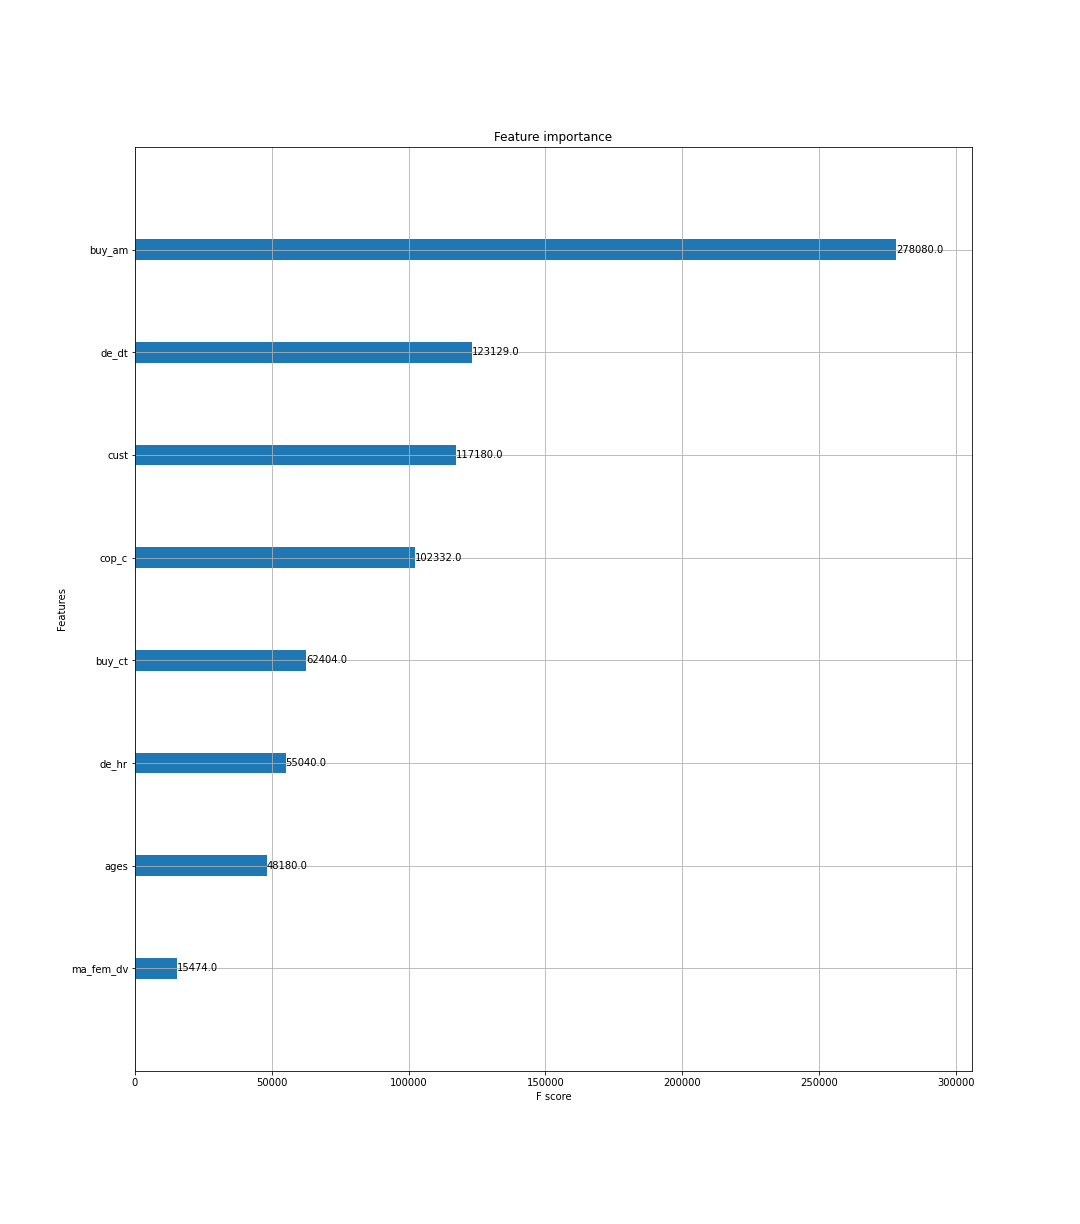 Feature importance
buy_am
278080.0
de_dt
123129.0
cust
117180.0
cop_c
102332.0
Features
buy_ct
62404.0
de_hr
55040.0
ages
48180.0
ma_fem_dv
15474.0
0 50000 100000 150000 200000 250000 300000
F score